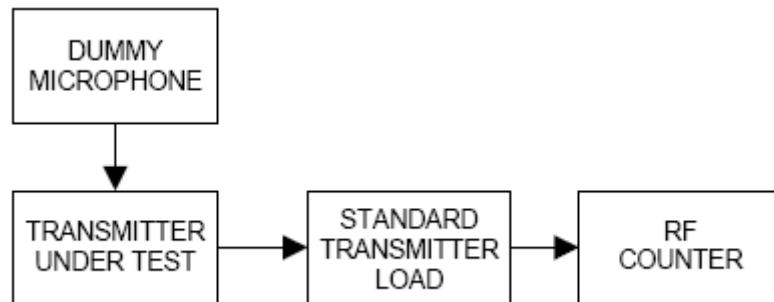 DUMMY
MICROPHONE
TRANSMITTER
UNDER TEST
STANDARD
TRANSMITTER
LOAD
RF
COUNTER